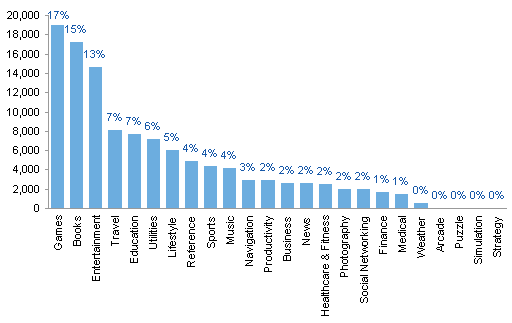 20,000
18,000
16,000
14,000
12,000
10,000
8,000
6,000
4,000
2,000
0
17%
15%
13%
7%
7%
6%
5%
4%
4%
4%
3%
2%
2%
2%
2%
2%
2%
1%
1%
0%
0%
0%
0%
0%
Games
Books
Entertainment
Travel
Education
Utilities
Lifestyle
Reference
Sports
Music
Navigation
Productivity
Business
News
Healthcare & Fitness
Photography
Social Networking
Finance
Medical
Weather
Arcade
Puzzle
Simulation
Strategy